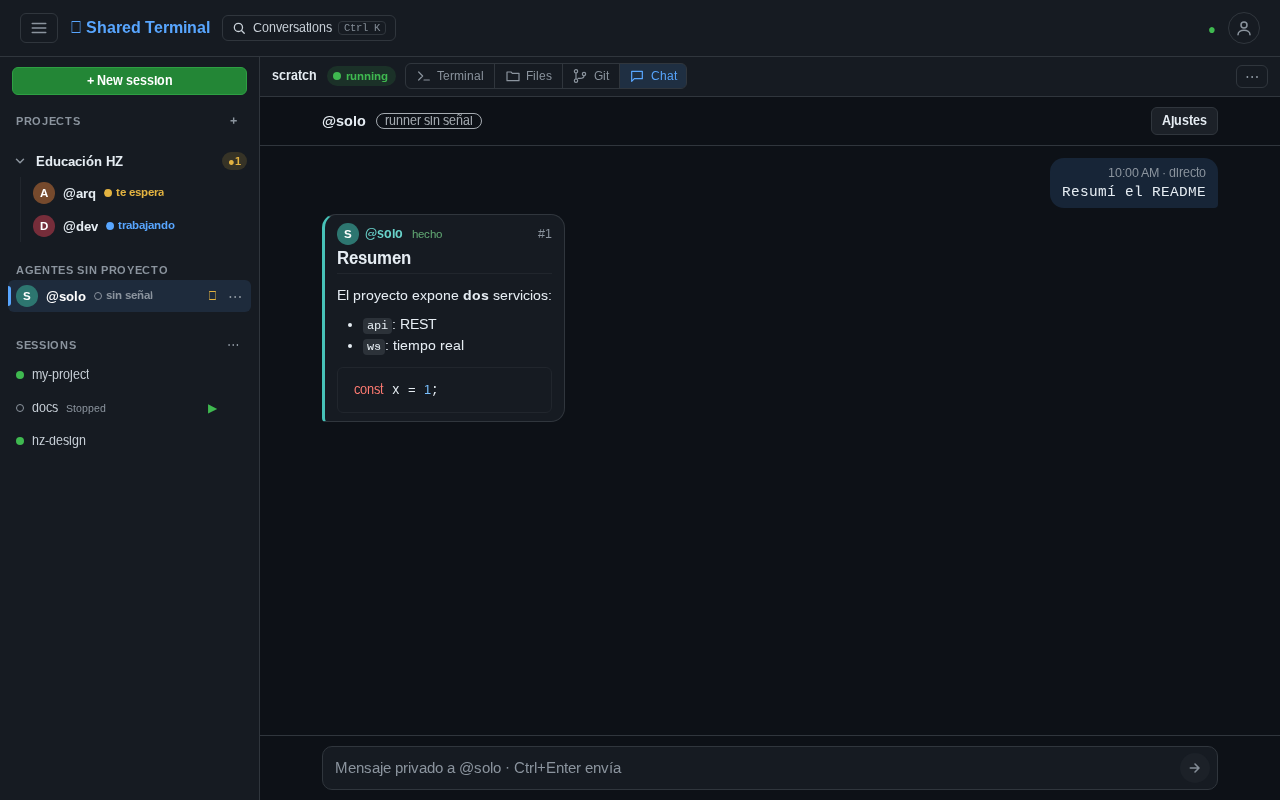 Shared Terminal
Conversations Ctrl K
+ New session
PROJECTS +
Educación HZ 1
A @arq te espera
D @dev trabajando
AGENTES SIN PROYECTO
S @solo sin señal ...
SESSIONS ...
my-project
docs Stopped
hz-design
scratch running Terminal Files Git Chat ...
@solo runner sin señal Ajustes
10:00 AM · directo
Resumí el README
S @solo hecho #1
Resumen
El proyecto expone dos servicios:
• api: REST
• ws: tiempo real
const x = 1;
Mensaje privado a @solo · Ctrl+Enter envía